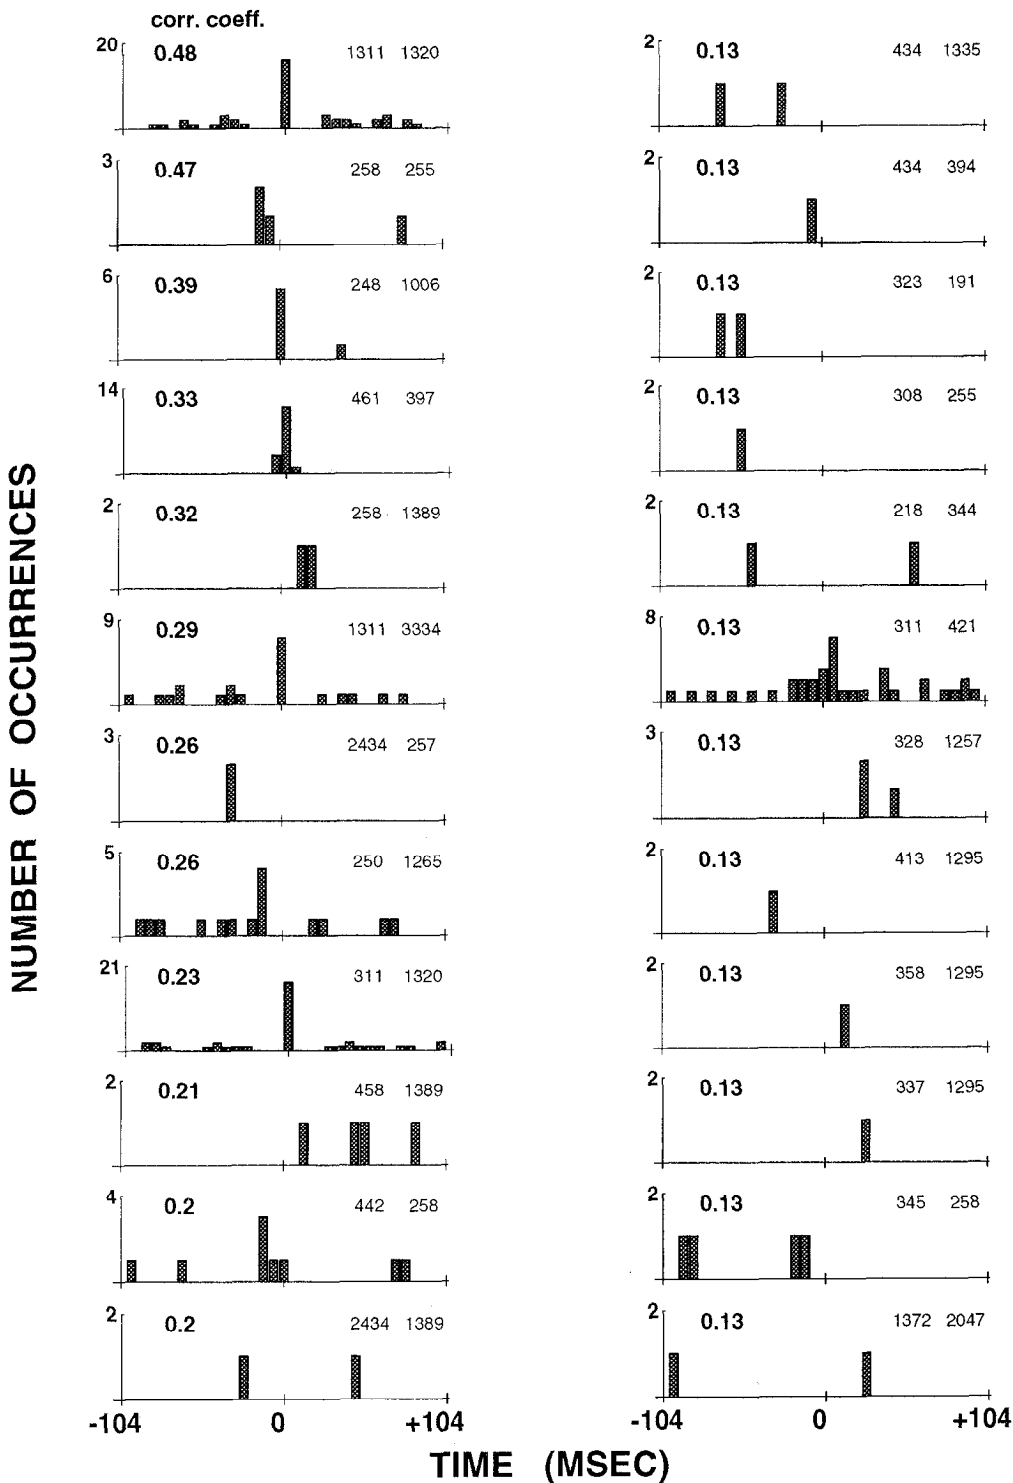 corr. coeff.
20 0.48 1311 1320
3 0.47 258 255
6 0.39 248 1006
14 0.33 461 397
2 0.32 258 1389
9 0.29 1311 3334
3 0.26 2434 257
5 0.26 250 1265
21 0.23 311 1320
2 0.21 458 1389
4 0.2 442 258
2 0.2 2434 1389
-104 0 +104
2 0.13 434 1335
2 0.13 434 394
2 0.13 323 191
2 0.13 308 255
2 0.13 218 344
8 0.13 311 421
3 0.13 328 1257
2 0.13 413 1295
2 0.13 358 1295
2 0.13 337 1295
2 0.13 345 258
2 0.13 1372 2047
-104 0 +104
NUMBER OF OCCURRENCES
TIME (MSEC)